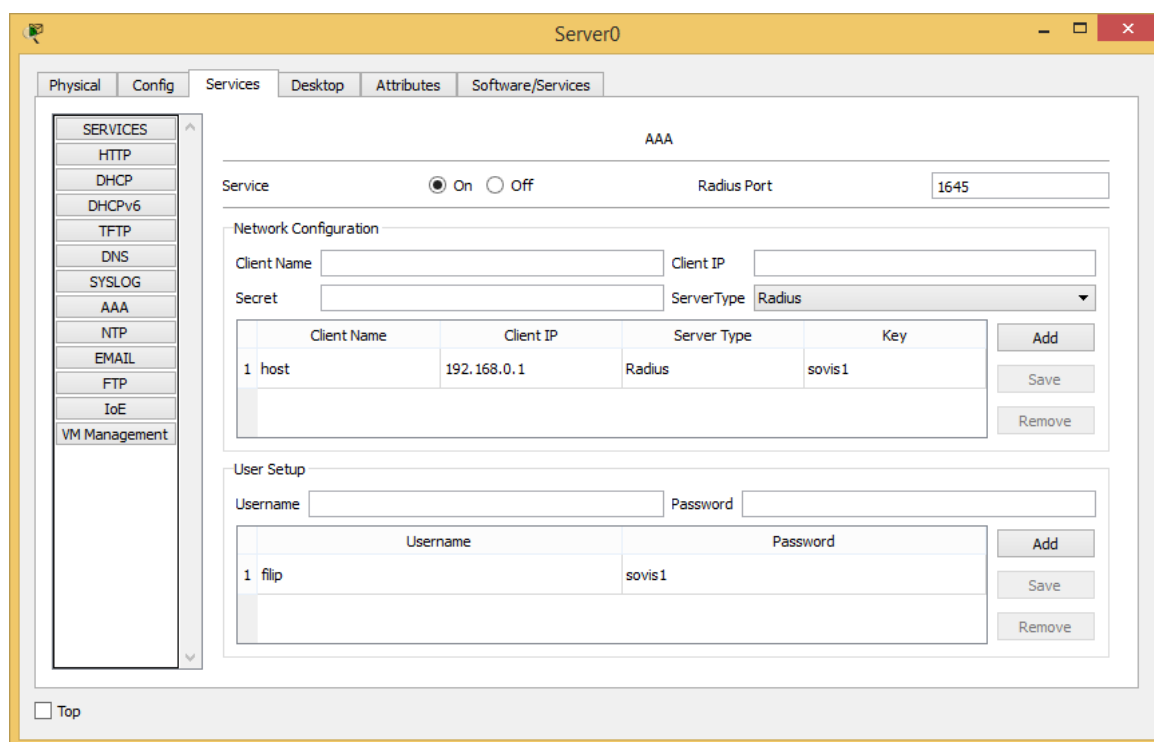 Server0
Physical Config Services Desktop Attributes Software/Services
SERVICES
HTTP
DHCP
DHCPv6
TFTP
DNS
SYSLOG
AAA
NTP
EMAIL
FTP
IoE
VM Management
AAA
Service On Off Radius Port 1645
Network Configuration
Client Name Client IP
Secret ServerType Radius
Client Name Client IP Server Type Key Add
1 host 192.168.0.1 Radius sovis1
Save
Remove
User Setup
Username Password
Username Password Add
1 filip sovis1
Save
Remove
Top